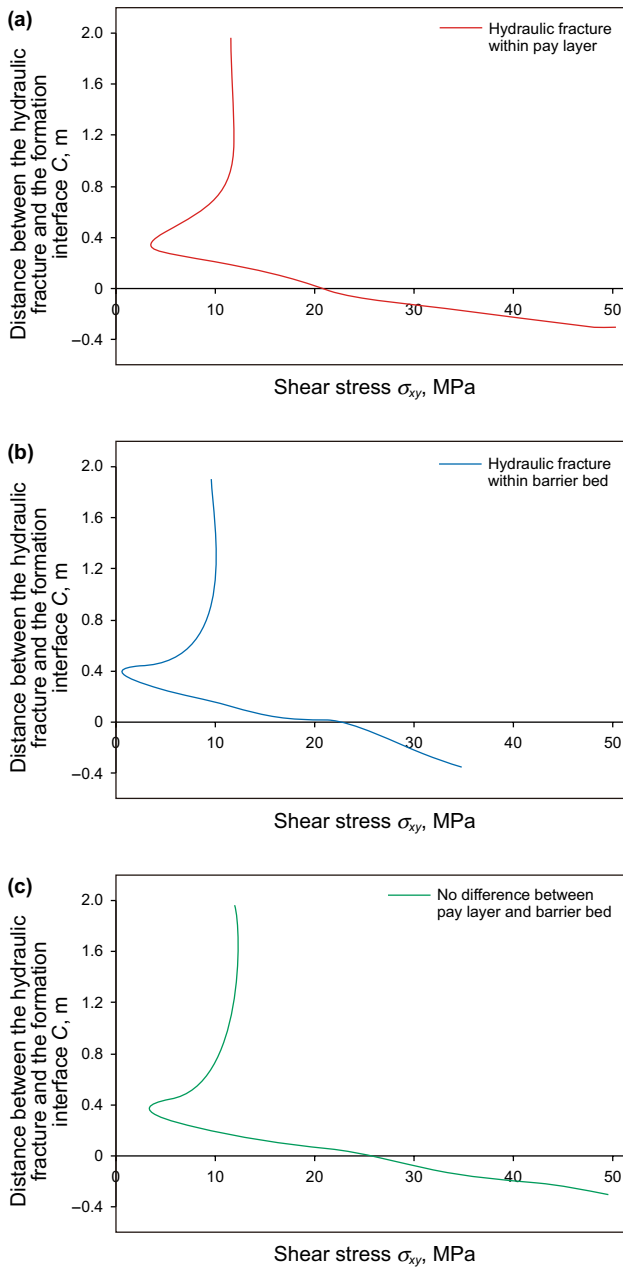 (a)
Distance between the hydraulic
fracture and the formation
interface C, m
2.0
1.6
1.2
0.8
0.4
0
−0.4
0 10 20 30 40 50
Hydraulic fracture
within pay layer
Shear stress σxy, MPa
(b)
Distance between the hydraulic
fracture and the formation
interface C, m
2.0
1.6
1.2
0.8
0.4
0
−0.4
0 10 20 30 40 50
Hydraulic fracture
within barrier bed
Shear stress σxy, MPa
(c)
Distance between the hydraulic
fracture and the formation
interface C, m
2.0
1.6
1.2
0.8
0.4
0
−0.4
0 10 20 30 40 50
No difference between
pay layer and barrier bed
Shear stress σxy, MPa